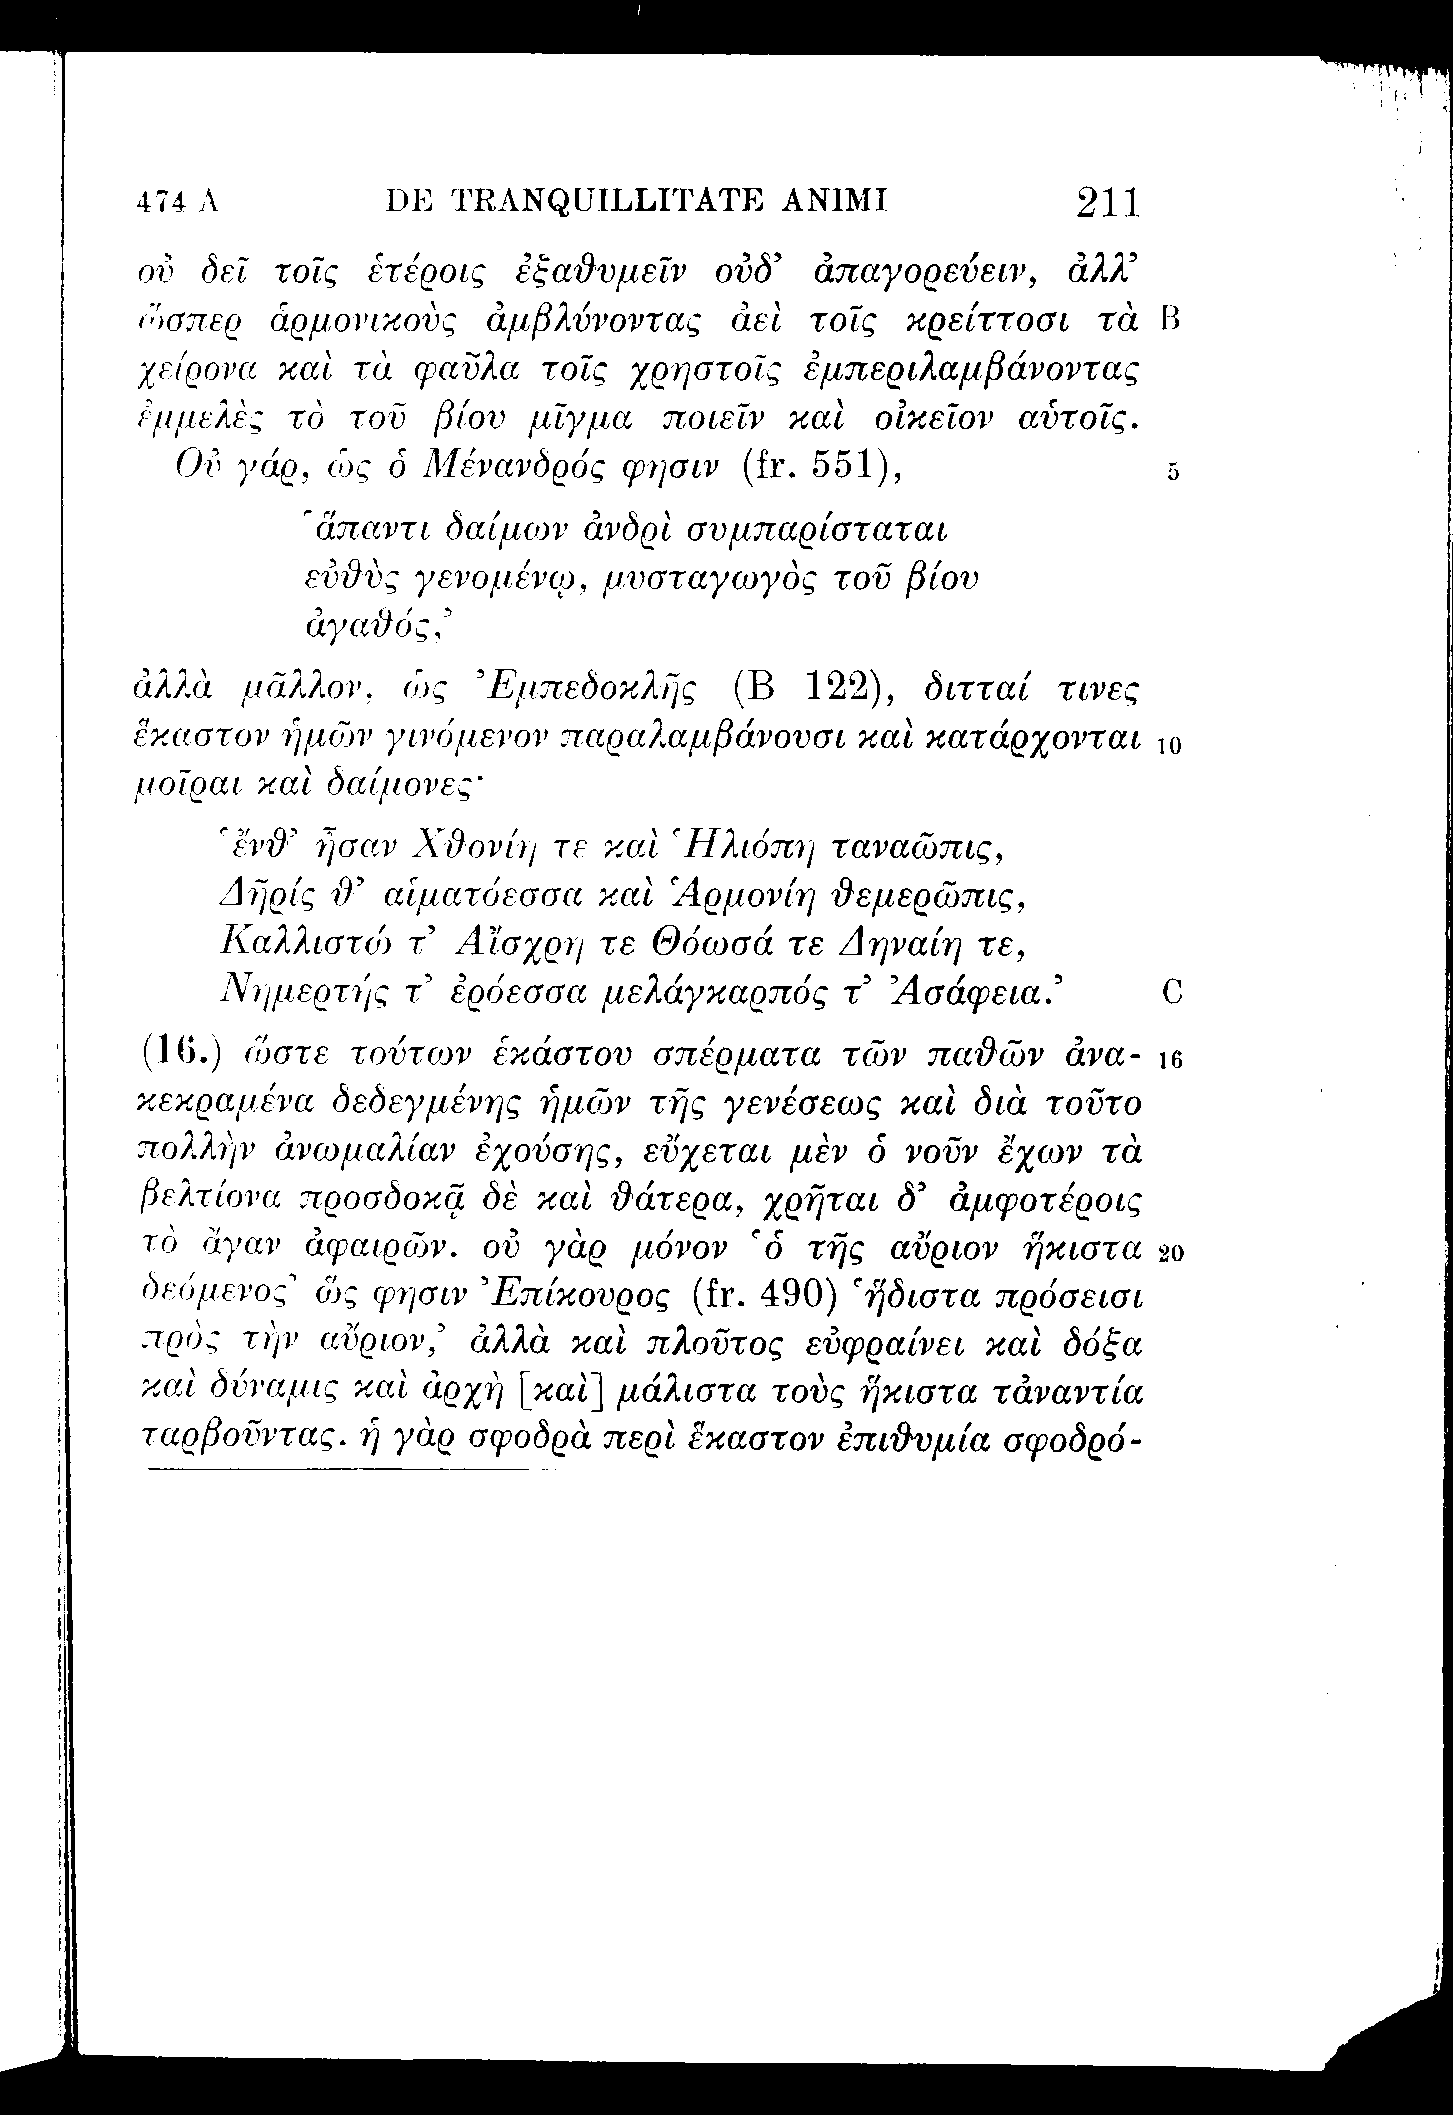 474 A DE TRANQUILLITATE ANIMI 211
οὐ δεῖ τοῖς ἑτέροις ἐξαθυμεῖν οὐδ’ ἀπαγορεύειν, ἀλλ’
ὥσπερ ἁρμονικοὺς ἀμβλύνοντας ἀεὶ τοῖς κρείττοσι τὰ B
χείρονα καὶ τὰ φαῦλα τοῖς χρηστοῖς ἐμπεριλαμβάνοντας
ἐμμελὲς τὸ τοῦ βίου μῖγμα ποιεῖν καὶ οἰκεῖον αὑτοῖς.
Οὐ γάρ, ὡς ὁ Μένανδρός φησιν (fr. 551), 5
‘ἅπαντι δαίμων ἀνδρὶ συμπαρίσταται
εὐθὺς γενομένῳ, μυσταγωγὸς τοῦ βίου
ἀγαθός,’
ἀλλὰ μᾶλλον, ὡς Ἐμπεδοκλῆς (B 122), διτταί τινες
ἕκαστον ἡμῶν γινόμενον παραλαμβάνουσι καὶ κατάρχονται 10
μοῖραι καὶ δαίμονες·
‘ἔνθ’ ἦσαν Χθονίη τε καὶ Ἡλιόπη ταναῶπις,
Δῆρίς θ’ αἱματόεσσα καὶ Ἁρμονίη θεμερῶπις,
Καλλιστώ τ’ Αἴσχρη τε Θόωσά τε Δηναίη τε,
Νημερτής τ’ ἐρόεσσα μελάγκαρπός τ’ Ἀσάφεια.’ C
(16.) ὥστε τούτων ἑκάστου σπέρματα τῶν παθῶν ἀνα- 16
κεκραμένα δεδεγμένης ἡμῶν τῆς γενέσεως καὶ διὰ τοῦτο
πολλὴν ἀνωμαλίαν ἐχούσης, εὔχεται μὲν ὁ νοῦν ἔχων τὰ
βελτίονα προσδοκᾷ δὲ καὶ θάτερα, χρῆται δ’ ἀμφοτέροις
τὸ ἄγαν ἀφαιρῶν. οὐ γὰρ μόνον ‘ὁ τῆς αὔριον ἥκιστα 20
δεόμενος’ ὥς φησιν Ἐπίκουρος (fr. 490) ‘ἥδιστα πρόσεισι
πρὸς τὴν αὔριον,’ ἀλλὰ καὶ πλοῦτος εὐφραίνει καὶ δόξα
καὶ δύναμις καὶ ἀρχὴ [καὶ] μάλιστα τοὺς ἥκιστα τἀναντία
ταρβοῦντας. ἡ γὰρ σφοδρὰ περὶ ἕκαστον ἐπιθυμία σφοδρό-